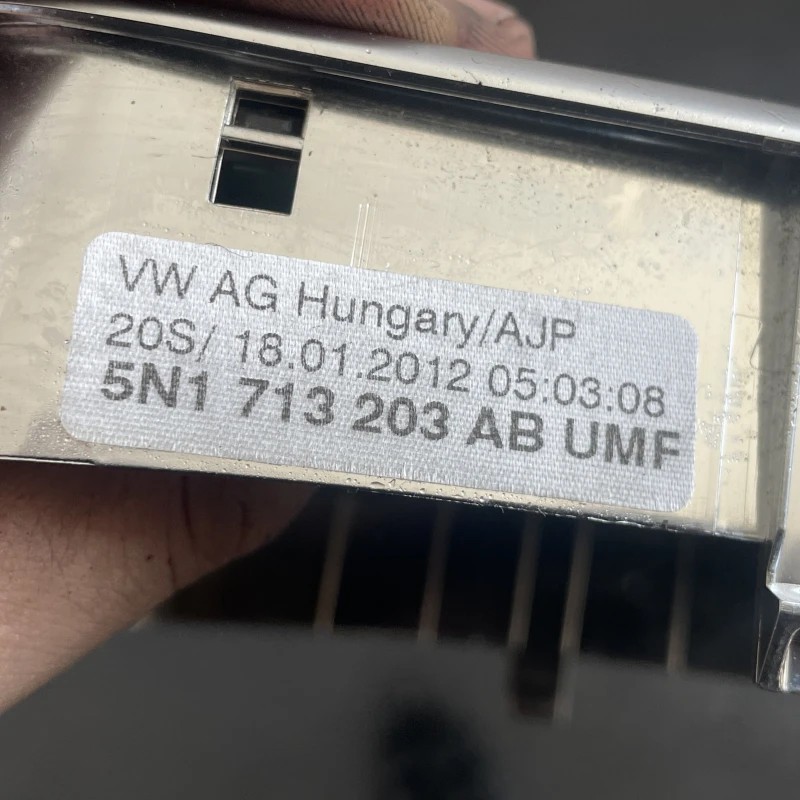 VW AG Hungary/AJP
20S/ 18.01.2012 05:03:08
5N1 713 203 AB UMF